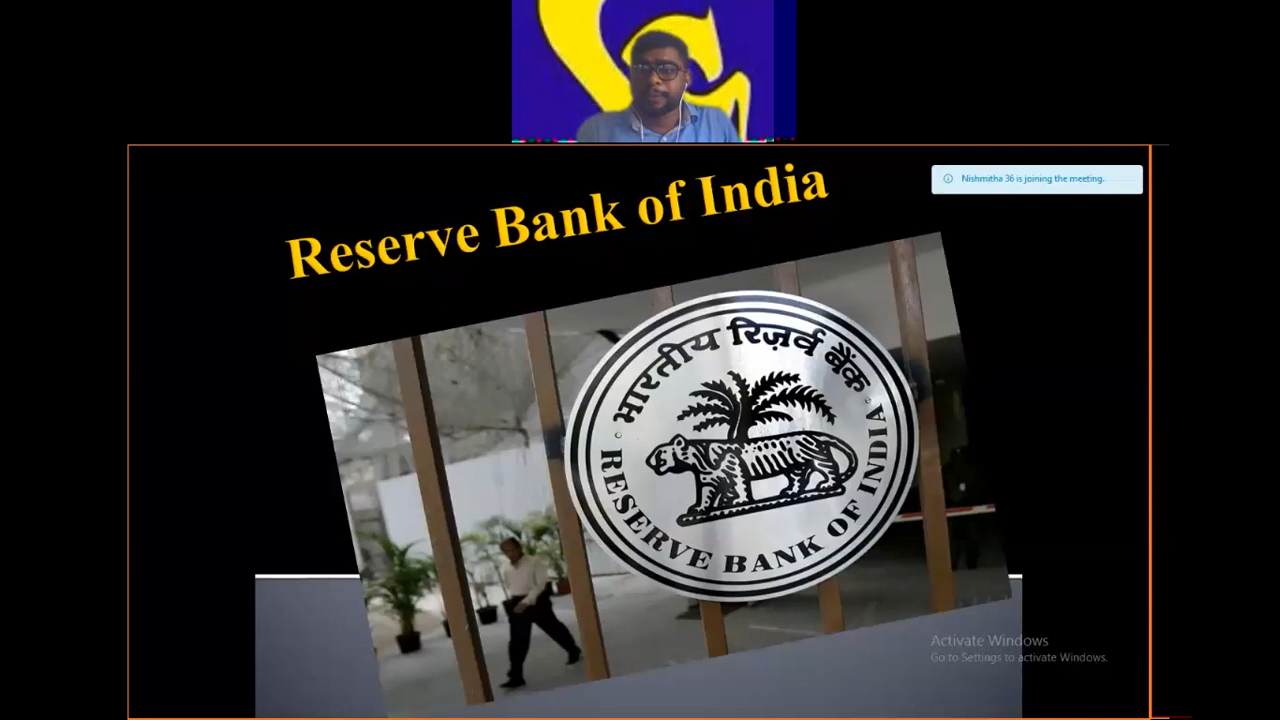 Reserve Bank of India
Nishmitha 36 is joining the meeting.
भारतीय रिज़र्व बैंक
RESERVE BANK OF INDIA
Activate Windows
Go to Settings to activate Windows.